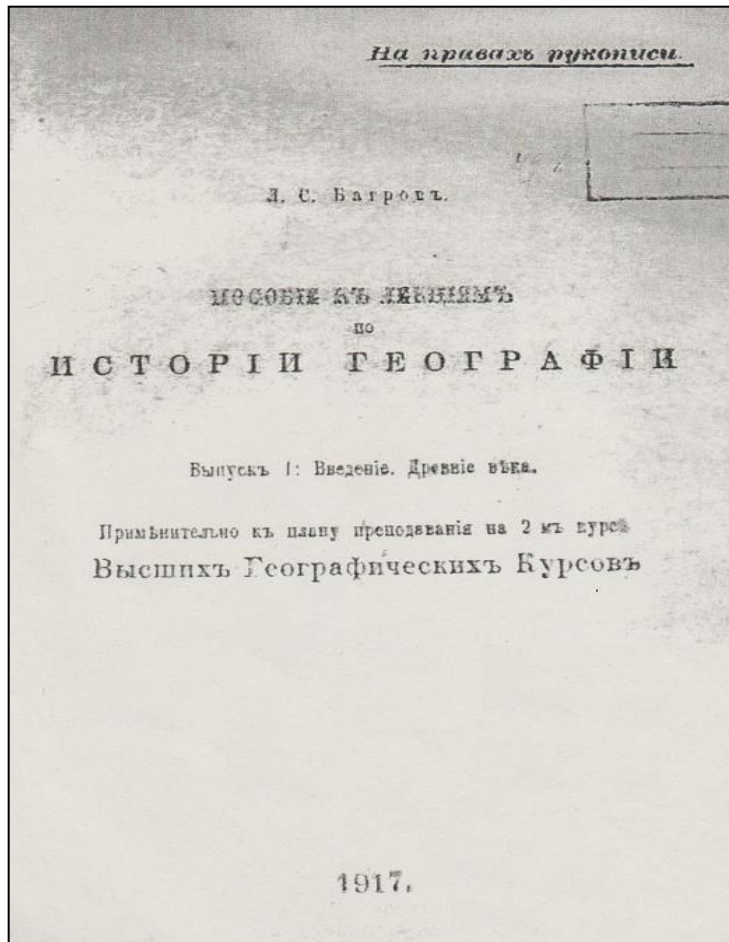 На правахъ рукописи.
Л. С. Багровъ.
ПОСОБІЕ КЪ ЛЕКЦІЯМЪ
по
ИСТОРІИ ГЕОГРАФІИ
Выпускъ I: Введеніе. Древніе вѣка.
Примѣнительно къ плану преподаванія на 2 мъ курсѣ
Высшихъ Географическихъ Курсовъ
1917.